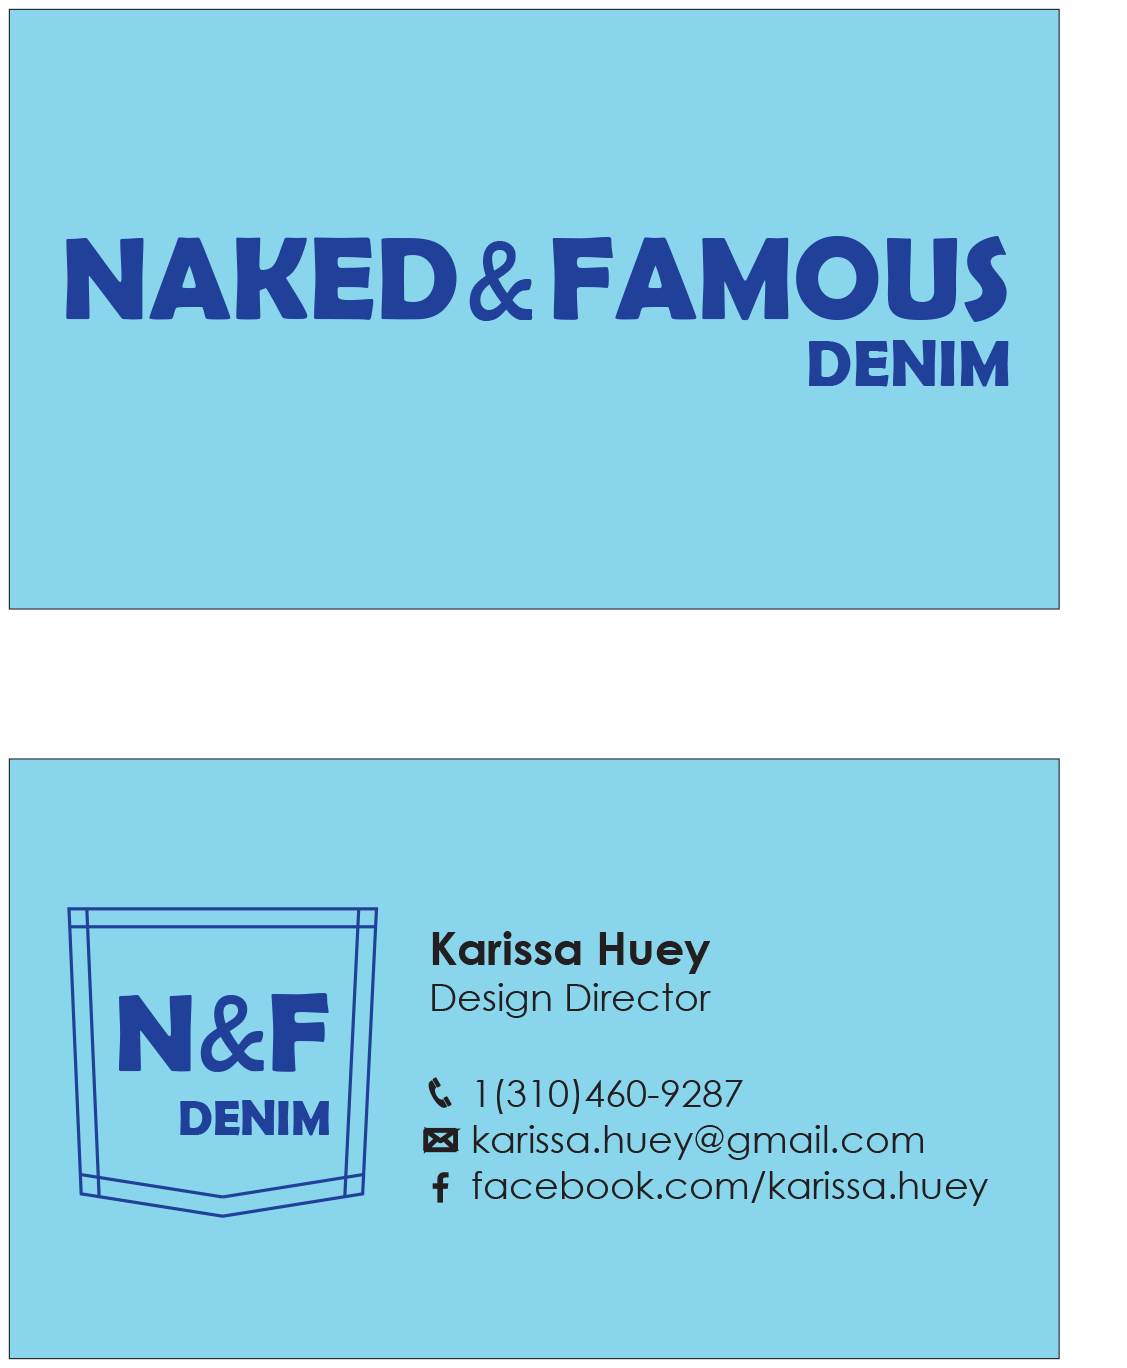 NAKED & FAMOUS
DENIM
N&F
DENIM
Karissa Huey
Design Director
1(310)460-9287
karissa.huey@gmail.com
facebook.com/karissa.huey